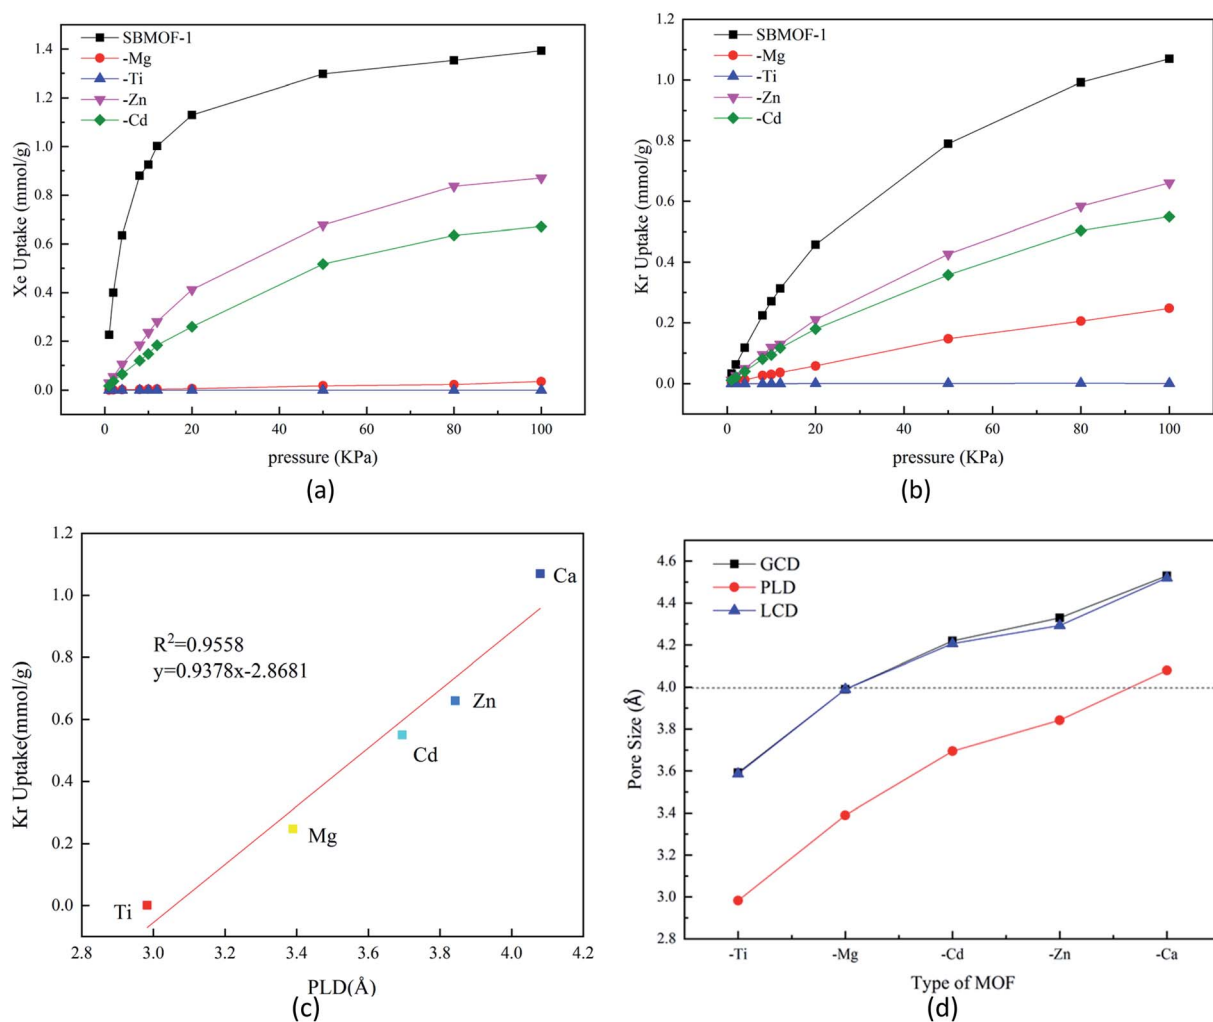 SBMOF-1
-Mg
-Ti
-Zn
-Cd
1.4
1.2
1.0
0.8
0.6
0.4
0.2
0.0
Xe Uptake (mmol/g)
0 20 40 60 80 100
pressure (KPa)
(a)
SBMOF-1
-Mg
-Ti
-Zn
-Cd
1.2
1.0
0.8
0.6
0.4
0.2
0.0
Kr Uptake (mmol/g)
0 20 40 60 80 100
pressure (KPa)
(b)
1.2
1.0
0.8
0.6
0.4
0.2
0.0
Kr Uptake(mmol/g)
R²=0.9558
y=0.9378x-2.8681
Ca
Zn
Cd
Mg
Ti
2.8 3.0 3.2 3.4 3.6 3.8 4.0 4.2
PLD(Å)
(c)
GCD
PLD
LCD
4.6
4.4
4.2
4.0
3.8
3.6
3.4
3.2
3.0
2.8
Pore Size (Å)
-Ti -Mg -Cd -Zn -Ca
Type of MOF
(d)